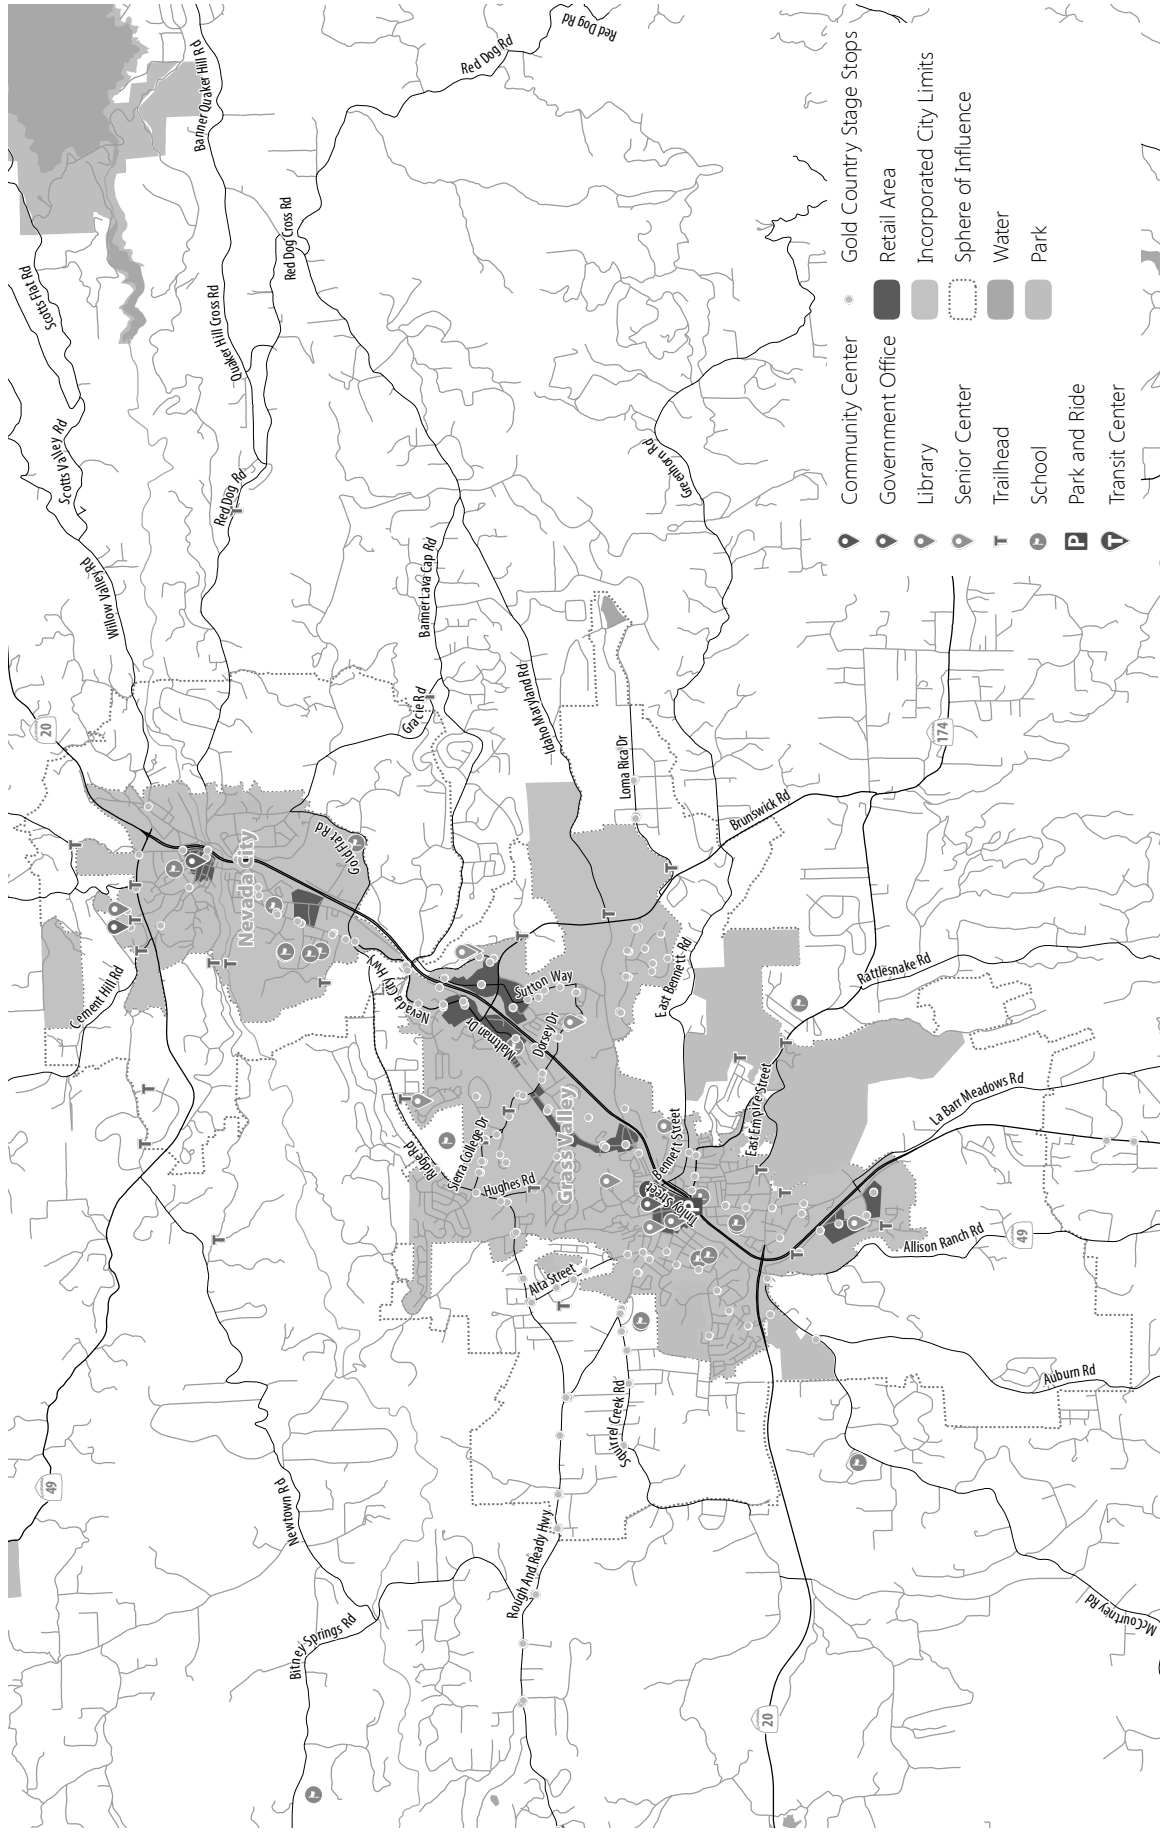 Scotts Flat Rd
Scotts Valley Rd
Willow Valley Rd
Banner Quaker Hill Rd
Quaker Hill Cross Rd
Red Dog Cross Rd
Red Dog Rd
Red Dog Rd
Red Dog Rd
Banner Lava Cap Rd
Gracie Rd
Idaho Maryland Rd
Greenhorn Rd
Loma Rica Dr
Brunswick Rd
174
20
Nevada City
Gold Flat Rd
Cement Hill Rd
Nevada City Hwy
Maltman Dr
Sutton Way
Dorsey Dr
East Bennett Rd
Rattlesnake Rd
Ridge Rd
Sierra College Dr
Hughes Rd
Grass Valley
Bennett Street
Tinloy Street
P
East Empire Street
La Barr Meadows Rd
Allison Ranch Rd
49
Alta Street
Squirrel Creek Rd
Auburn Rd
McCourtney Rd
49
Newtown Rd
Bitney Springs Rd
Rough And Ready Hwy
20
Community Center
Government Office
Library
Senior Center
T
Trailhead
School
P
Park and Ride
T
Transit Center
Gold Country Stage Stops
Retail Area
Incorporated City Limits
Sphere of Influence
Water
Park